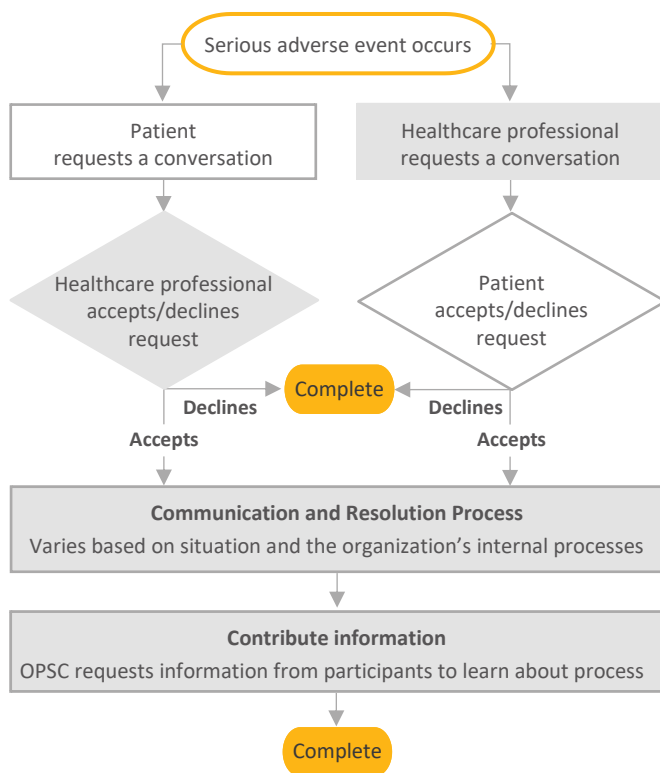 Serious adverse event occurs
Patient
requests a conversation
Healthcare professional
requests a conversation
Healthcare professional
accepts/declines
request
Patient
accepts/declines
request
Complete
Declines
Declines
Accepts
Accepts
Communication and Resolution Process
Varies based on situation and the organization’s internal processes
Contribute information
OPSC requests information from participants to learn about process
Complete